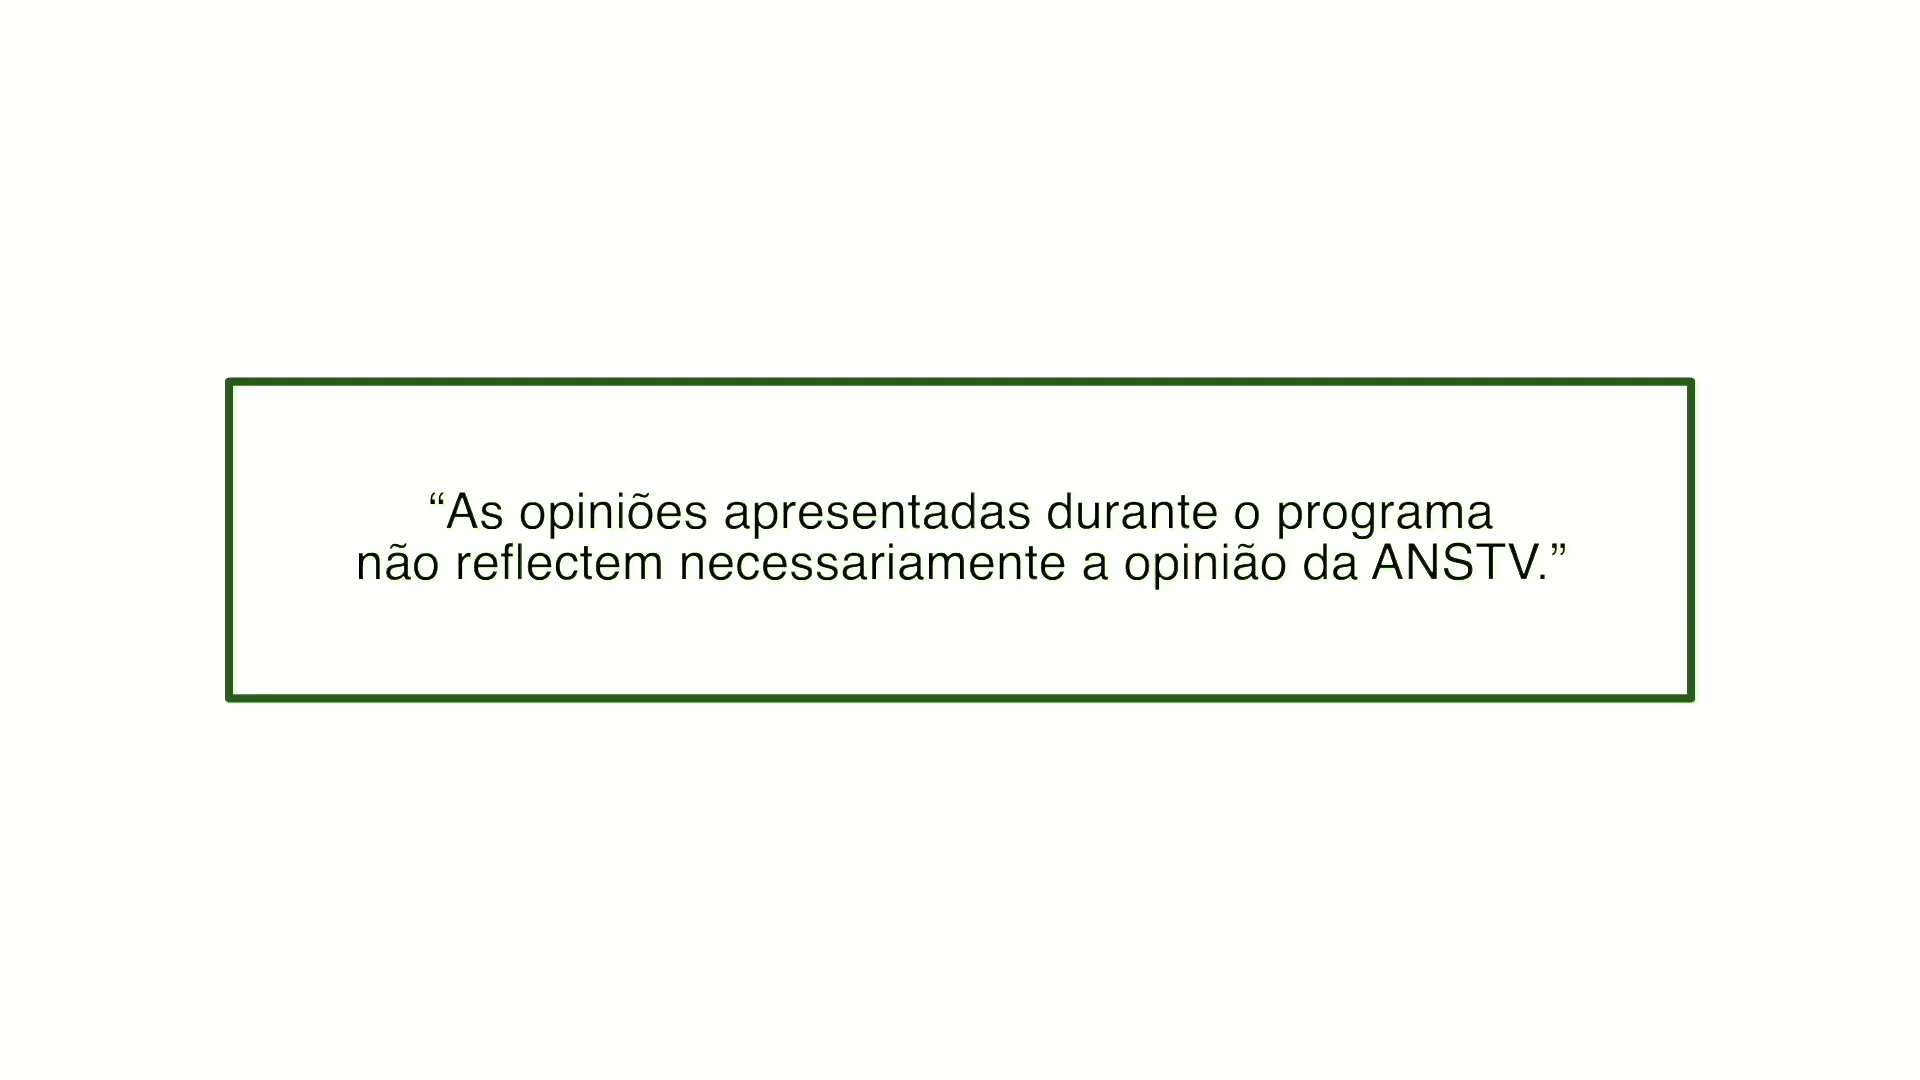 “As opiniões apresentadas durante o programa
não reflectem necessariamente a opinião da ANSTV.”